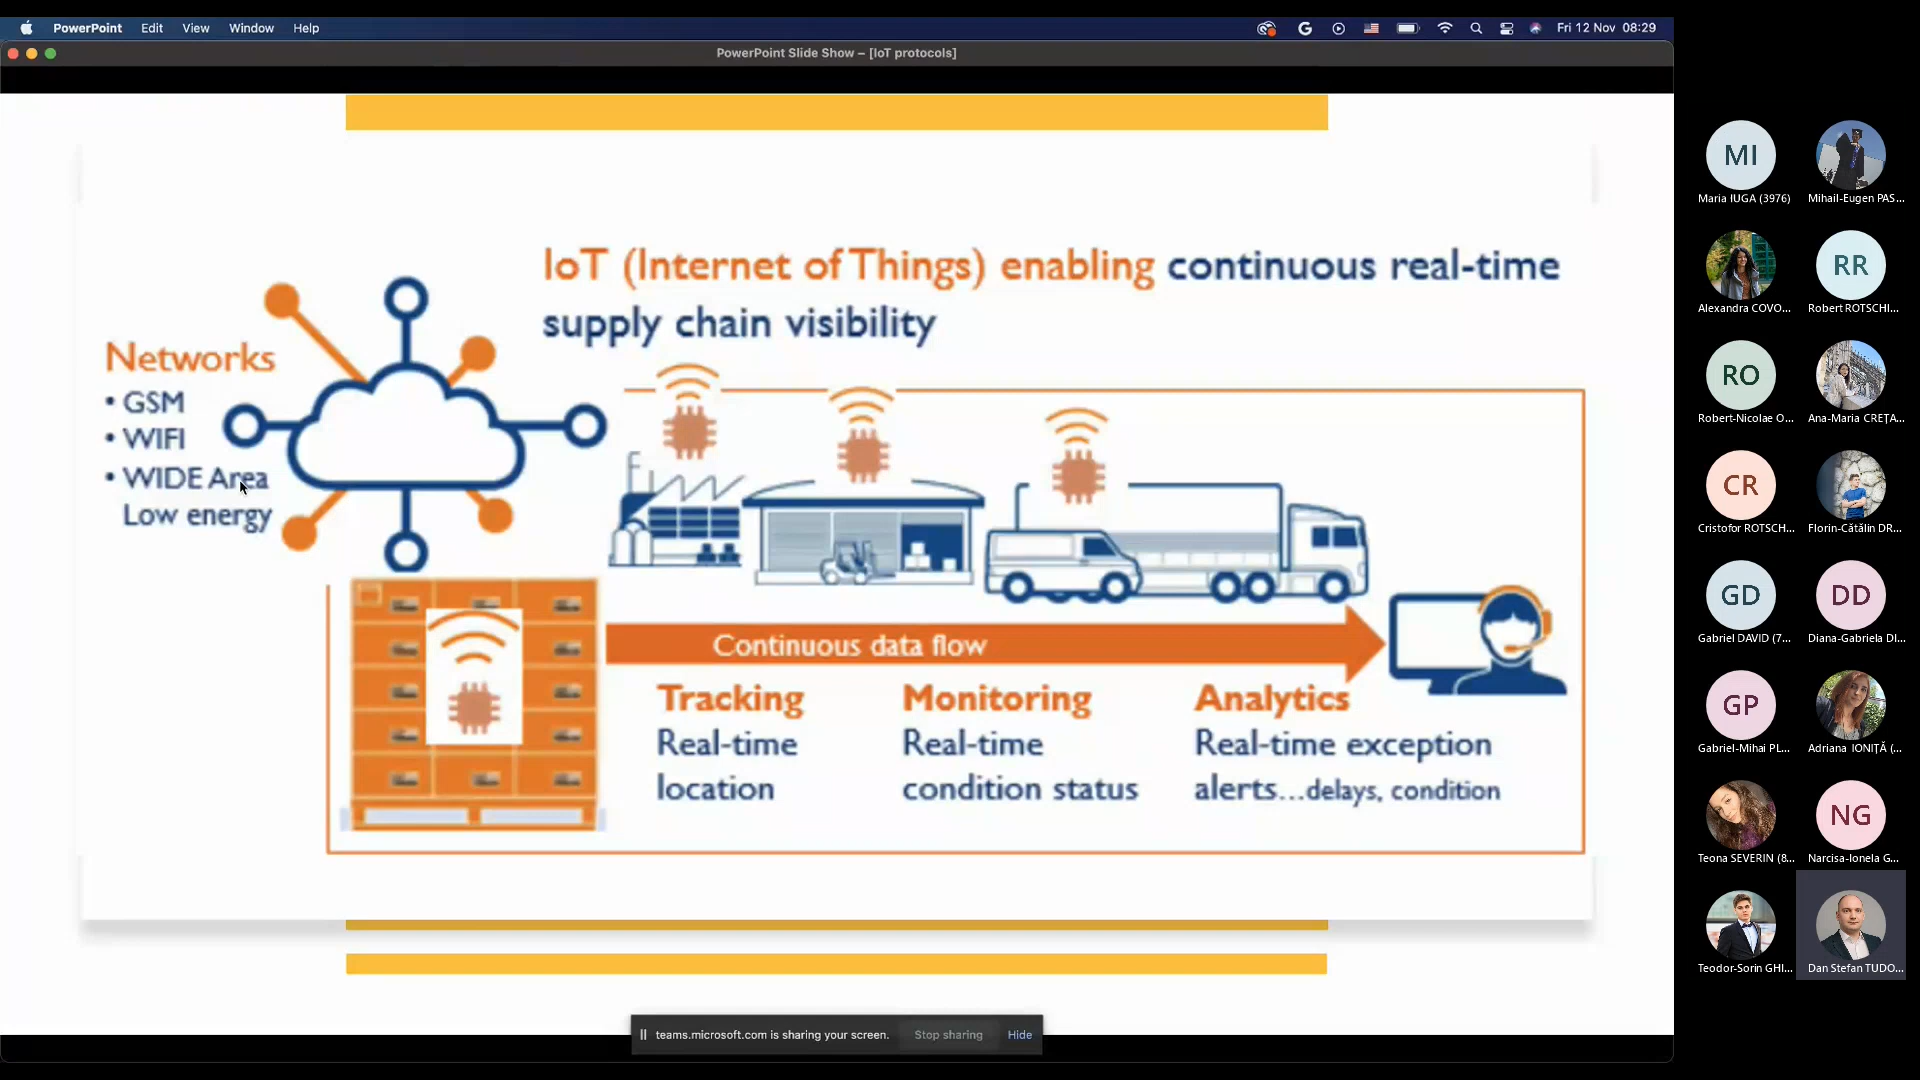 PowerPoint Edit View Window Help
Fri 12 Nov 08:29
PowerPoint Slide Show – [IoT protocols]
IoT (Internet of Things) enabling continuous real-time
supply chain visibility
Networks
• GSM
• WIFI
• WIDE Area
Low energy
Continuous data flow
Tracking
Real-time
location
Monitoring
Real-time
condition status
Analytics
Real-time exception
alerts...delays, condition
teams.microsoft.com is sharing your screen. Stop sharing Hide
MI
Maria IUGA (3976)
Mihail-Eugen PAS...
Alexandra COVO...
RR
Robert ROTSCHI...
RO
Robert-Nicolae O...
Ana-Maria CREȚA...
CR
Cristofor ROTSCH...
Florin-Cătălin DR...
GD
Gabriel DAVID (7...
DD
Diana-Gabriela DI...
GP
Gabriel-Mihai PL...
Adriana IONIȚĂ (...
Teona SEVERIN (8...
NG
Narcisa-Ionela G...
Teodor-Sorin GHI...
Dan Stefan TUDO...